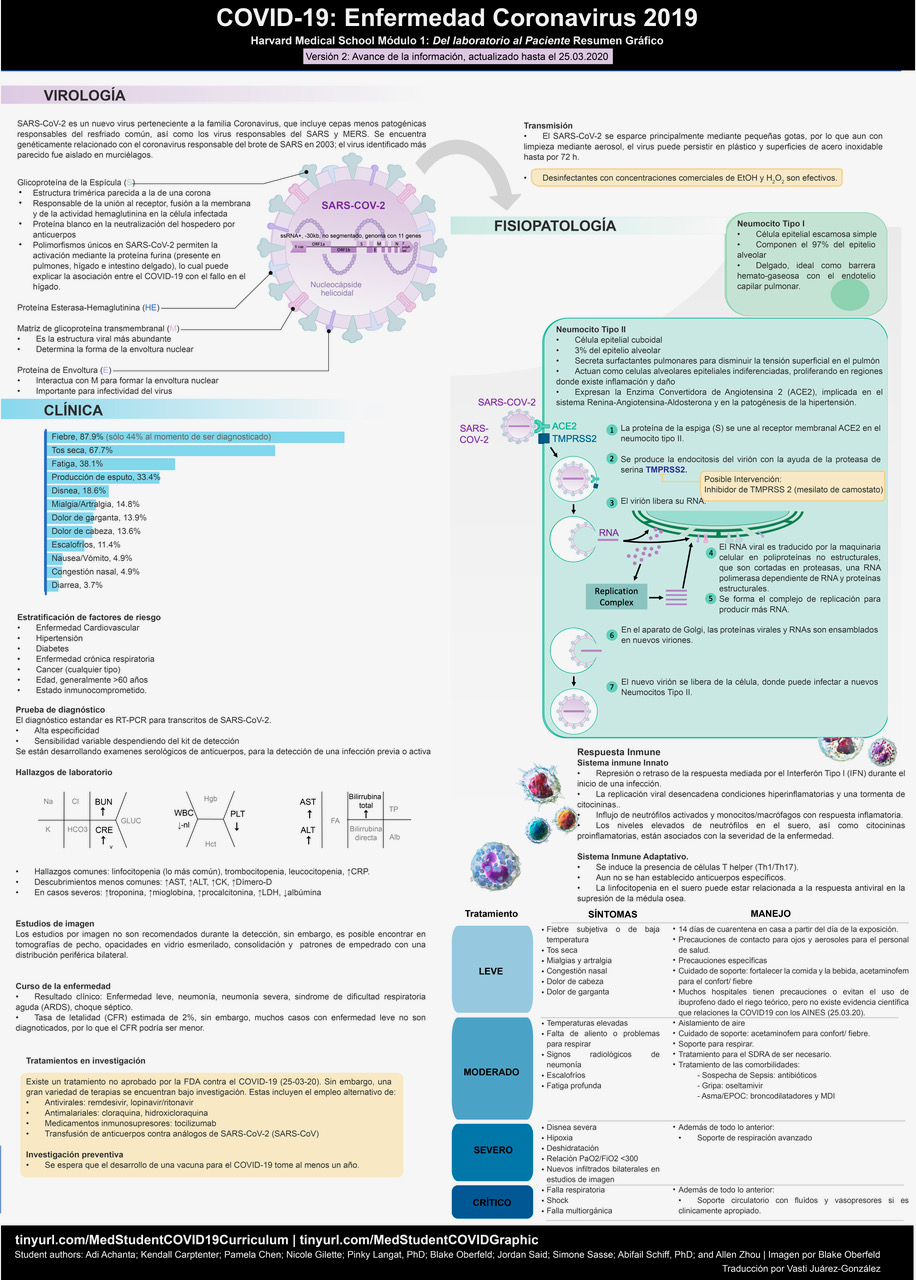 COVID-19: Enfermedad Coronavirus 2019
Harvard Medical School Módulo 1: Del laboratorio al Paciente Resumen Gráfico
Versión 2: Avance de la información, actualizado hasta el 25.03.2020
VIROLOGÍA
SARS-CoV-2 es un nuevo virus perteneciente a la familia Coronavirus, que incluye cepas menos patogénicas
responsables del resfriado común, así como los virus responsables del SARS y MERS. Se encuentra
genéticamente relacionado con el coronavirus responsable del brote de SARS en 2003; el virus identificado más
parecido fue aislado en murciélagos.
Glicoproteína de la Espícula (S)
• Estructura trimérica parecida a la de una corona
• Responsable de la unión al receptor, fusión a la membrana
y de la actividad hemaglutinina en la célula infectada
• Proteína blanco en la neutralización del hospedero por
anticuerpos
• Polimorfismos únicos en SARS-CoV-2 permiten la
activación mediante la proteína furina (presente en
pulmones, hígado e intestino delgado), lo cual puede
explicar la asociación entre el COVID-19 con el fallo en el
hígado.
Proteína Esterasa-Hemaglutinina (HE)
Matríz de glicoproteína transmembranal (M)
• Es la estructura viral más abundante
• Determina la forma de la envoltura nuclear
Proteína de Envoltura (E)
• Interactua con M para formar la envoltura nuclear
• Importante para infectividad del virus
SARS-COV-2
ssRNA+, -30kb, no segmentado, genoma con 11 genes
ORF1a
ORF1b
S
E
M
N
Nucleocápside
helicoidal
Transmisión
• El SARS-CoV-2 se esparce principalmente mediante pequeñas gotas, por lo que aun con
limpieza mediante aerosol, el virus puede persistir en plástico y superficies de acero inoxidable
hasta por 72 h.
• Desinfectantes con concentraciones comerciales de EtOH y H2O2 son efectivos.
FISIOPATOLOGÍA
Neumocito Tipo I
• Célula epitelial escamosa simple
• Componen el 97% del epitelio
alveolar
• Delgado, ideal como barrera
hemato-gaseosa con el endotelio
capilar pulmonar.
Neumocito Tipo II
• Célula epitelial cuboidal
• 3% del epitelio alveolar
• Secreta surfactantes pulmonares para disminuir la tensión superficial en el pulmón
• Actuan como celulas alveolares epiteliales indiferenciadas, proliferando en regiones
donde existe inflamación y daño
• Expresan la Enzima Convertidora de Angiotensina 2 (ACE2), implicada en el
sistema Renina-Angiotensina-Aldosterona y en la patogénesis de la hipertensión.
SARS-COV-2
SARS-
COV-2
ACE2
TMPRSS2
1 La proteína de la espiga (S) se une al receptor membranal ACE2 en el
neumocito tipo II.
2 Se produce la endocitosis del virión con la ayuda de la proteasa de
serina TMPRSS2.
Posible Intervención:
Inhibidor de TMPRSS 2 (mesilato de camostato)
3 El virión libera su RNA.
RNA
4 El RNA viral es traducido por la maquinaria
celular en poliproteínas no estructurales,
que son cortadas en proteasas, una RNA
polimerasa dependiente de RNA y proteínas
estructurales.
Replication
Complex
5 Se forma el complejo de replicación para
producir más RNA.
6 En el aparato de Golgi, las proteínas virales y RNAs son ensamblados
en nuevos viriones.
7 El nuevo virión se libera de la célula, donde puede infectar a nuevos
Neumocitos Tipo II.
CLÍNICA
Fiebre, 87.9% (sólo 44% al momento de ser diagnosticado)
Tos seca, 67.7%
Fatiga, 38.1%
Producción de esputo, 33.4%
Disnea, 18.6%
Mialgia/Artralgia, 14.8%
Dolor de garganta, 13.9%
Dolor de cabeza, 13.6%
Escalofríos, 11.4%
Nausea/Vómito, 4.9%
Congestión nasal, 4.9%
Diarrea, 3.7%
Estratificación de factores de riesgo
• Enfermedad Cardiovascular
• Hipertensión
• Diabetes
• Enfermedad crónica respiratoria
• Cancer (cualquier tipo)
• Edad, generalmente >60 años
• Estado inmunocomprometido.
Prueba de diagnóstico
El diagnóstico estandar es RT-PCR para transcritos de SARS-CoV-2.
• Alta especificidad
• Sensibilidad variable despendiendo del kit de detección
Se están desarrollando examenes serológicos de anticuerpos, para la detección de una infección previa o activa
Hallazgos de laboratorio
Na
Cl
BUN
↑
GLUC
K
HCO3
CRE
↑
WBC
↓-nl
Hgb
Hct
PLT
↓
AST
↑
ALT
↑
FA
Bilirrubina
total
↑
Bilirrubina
directa
TP
Alb
• Hallazgos comunes: linfocitopenia (lo más común), trombocitopenia, leucocitopenia, ↑CRP.
• Descubrimientos menos comunes: ↑AST, ↑ALT, ↑CK, ↑Dímero-D
• En casos severos: ↑troponina, ↑mioglobina, ↑procalcitonina, ↑LDH, ↓albúmina
Estudios de imagen
Los estudios por imagen no son recomendados durante la detección, sin embargo, es posible encontrar en
tomografías de pecho, opacidades en vidrio esmerilado, consolidación y patrones de empedrado con una
distribución periférica bilateral.
Curso de la enfermedad
• Resultado clínico: Enfermedad leve, neumonía, neumonía severa, sindrome de dificultad respiratoria
aguda (ARDS), choque séptico.
• Tasa de letalidad (CFR) estimada de 2%, sin embargo, muchos casos con enfermedad leve no son
diagnosticados, por lo que el CFR podria ser menor.
Tratamientos en investigación
Existe un tratamiento no aprobado por la FDA contra el COVID-19 (25-03-20). Sin embargo, una
gran variedad de terapias se encuentran bajo investigación. Estas incluyen el empleo alternativo de:
• Antivirales: remdesivir, lopinavir/ritonavir
• Antimalariales: cloraquina, hidroxicloraquina
• Medicamentos inmunosupresores: tocilizumab
• Transfusión de anticuerpos contra análogos de SARS-CoV-2 (SARS-CoV)
Investigación preventiva
• Se espera que el desarrollo de una vacuna para el COVID-19 tome al menos un año.
Respuesta Inmune
Sistema inmune Innato
• Represión o retraso de la respuesta mediada por el Interferón Tipo I (IFN) durante el
inicio de una infección.
• La replicación viral desencadena condiciones hiperinflamatorias y una tormenta de
citocininas..
• Influjo de neutrófilos activados y monocitos/macrófagos con respuesta inflamatoria.
• Los niveles elevados de neutrófilos en el suero, así como citocininas
proinflamatorias, están asociados con la severidad de la enfermedad.
Sistema Inmune Adaptativo.
• Se induce la presencia de células T helper (Th1/Th17).
• Aun no se han establecido anticuerpos específicos.
• La linfocitopenia en el suero puede estar relacionada a la respuesta antiviral en la
supresión de la médula osea.
Tratamiento
SÍNTOMAS
MANEJO
LEVE
• Fiebre subjetiva o de baja
temperatura
• Tos seca
• Mialgias y artralgia
• Congestión nasal
• Dolor de cabeza
• Dolor de garganta
• 14 días de cuarentena en casa a partir del día de la exposición.
• Precauciones de contacto para ojos y aerosoles para el personal
de salud.
• Precauciones específicas
• Cuidado de soporte: fortalecer la comida y la bebida, acetaminofem
para el confort/ fiebre
• Muchos hospitales tienen precauciones o evitan el uso de
ibuprofeno dado el riego teórico, pero no existe evidencia científica
que relaciones la COVID19 con los AINES (25.03.20).
MODERADO
• Temperaturas elevadas
• Falta de aliento o problemas
para respirar
• Signos radiológicos de
neumonía
• Escalofríos
• Fatiga profunda
• Aislamiento de aire
• Cuidado de soporte: acetaminofem para confort/ fiebre.
• Soporte para respirar.
• Tratamiento para el SDRA de ser necesario.
• Tratamiento de las comorbilidades:
- Sospecha de Sepsis: antibióticos
- Gripa: oseltamivir
- Asma/EPOC: broncodilatadores y MDI
SEVERO
• Disnea severa
• Hipoxia
• Deshidratación
• Relación PaO2/FiO2 <300
• Nuevos infiltrados bilaterales en
estudios de imagen
• Además de todo lo anterior:
• Soporte de respiración avanzado
CRÍTICO
• Falla respiratoria
• Shock
• Falla multiorgánica
• Además de todo lo anterior:
• Soporte circulatorio con fluídos y vasopresores si es
clinicamente apropiado.
tinyurl.com/MedStudentCOVID19Curriculum | tinyurl.com/MedStudentCOVIDGraphic
Student authors: Adi Achanta; Kendall Carptenter; Pamela Chen; Nicole Gilette; Pinky Langat, PhD; Blake Oberfeld; Jordan Said; Simone Sasse; Abifail Schiff, PhD; and Allen Zhou | Imagen por Blake Oberfeld
Traducción por Vasti Juárez-González